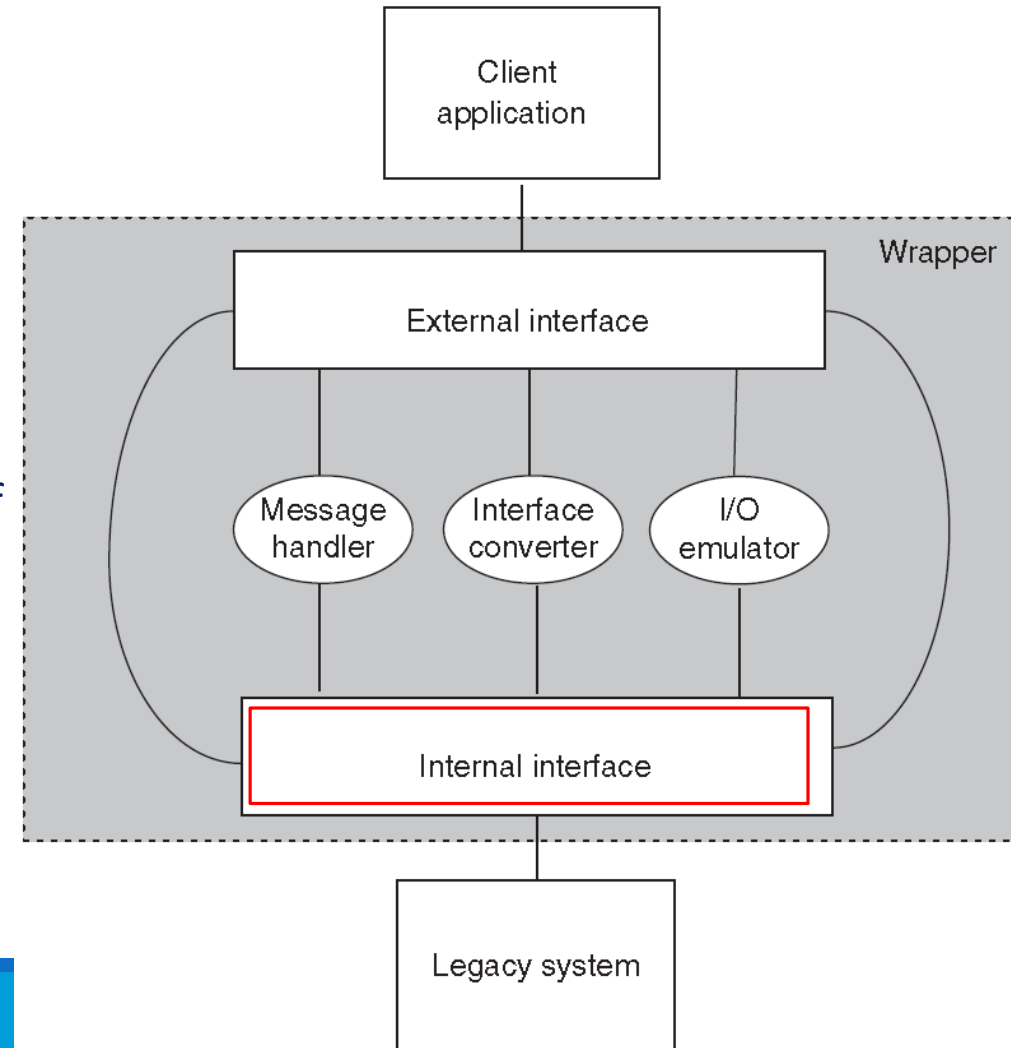 Client
application
Wrapper
External interface
Message
handler
Interface
converter
I/O
emulator
Internal interface
Legacy system